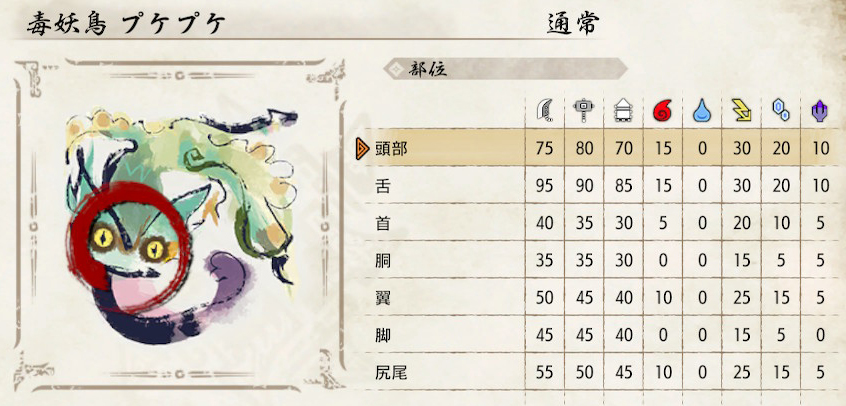 毒妖鳥 プケプケ
通常
部位
頭部 75 80 70 15 0 30 20 10
舌 95 90 85 15 0 30 20 10
首 40 35 30 5 0 20 10 5
胴 35 35 30 0 0 15 5 5
翼 50 45 40 10 0 25 15 5
脚 45 45 40 0 0 15 5 0
尻尾 55 50 45 10 0 25 15 5